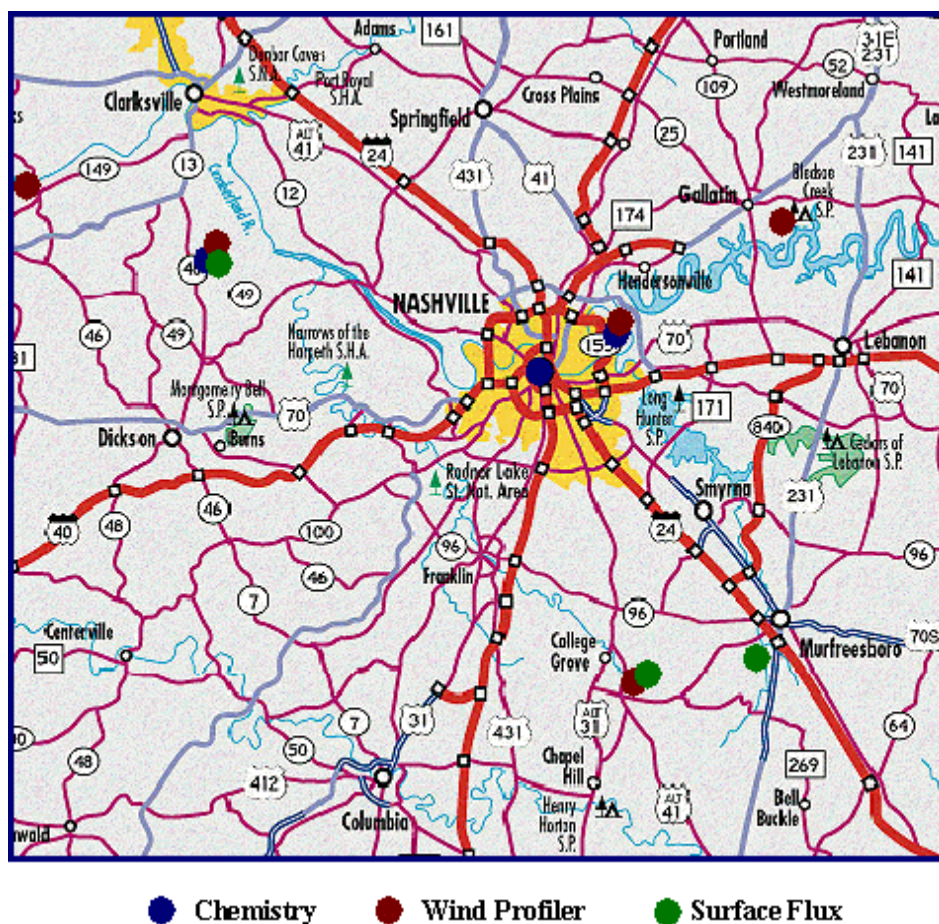 Adams
161
Portland
31E
231
Dunbar Caves
S.N.A.
Port Royal
S.H.A.
52
Cross Plains
109
Westmoreland
Clarksville
Springfield
ALT
41
24
25
149
13
431
41
231
141
12
Gallatin
Bledsoe
Creek
S.P.
Cumberland R.
174
Hendersonville
141
49
NASHVILLE
46
49
Narrows of the
Harpeth S.H.A.
155
70
Lebanon
Montgomery Bell
S.P.
70
Long
Hunter
S.P.
171
70
840
Dickson
Burns
Cedars of
Lebanon S.P.
Radnor Lake
St. Nat. Area
Smyrna
231
40
48
46
100
24
96
96
Franklin
46
7
96
Centerville
College
Grove
Murfreesboro
70S
50
ALT
31
7
31
431
64
50
48
412
Chapel
Hill
269
ALT
41
Bell
Buckle
Columbia
Henry
Horton
S.P.
Chemistry
Wind Profiler
Surface Flux